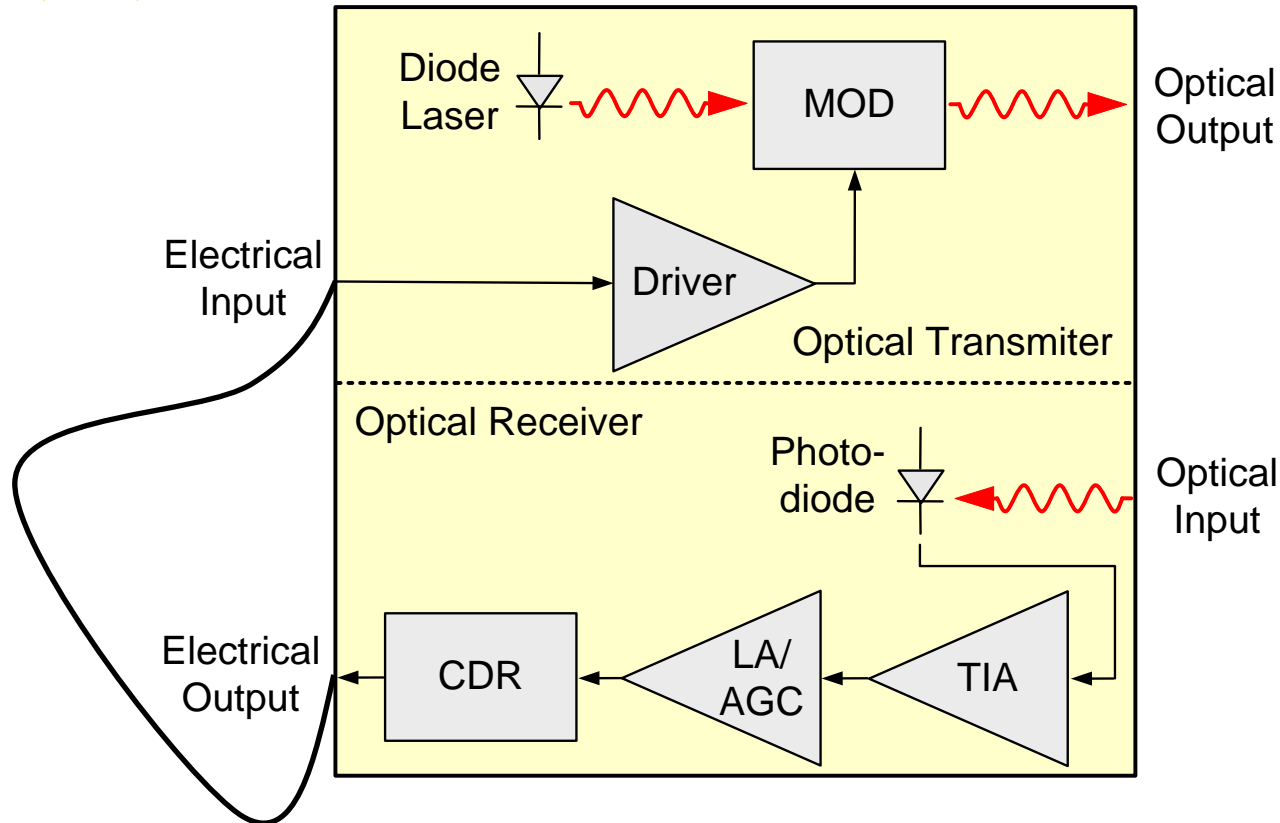 Diode
Laser
MOD
Optical
Output
Electrical
Input
Driver
Optical Transmiter
Optical Receiver
Photo-
diode
Optical
Input
Electrical
Output
CDR
LA/
AGC
TIA